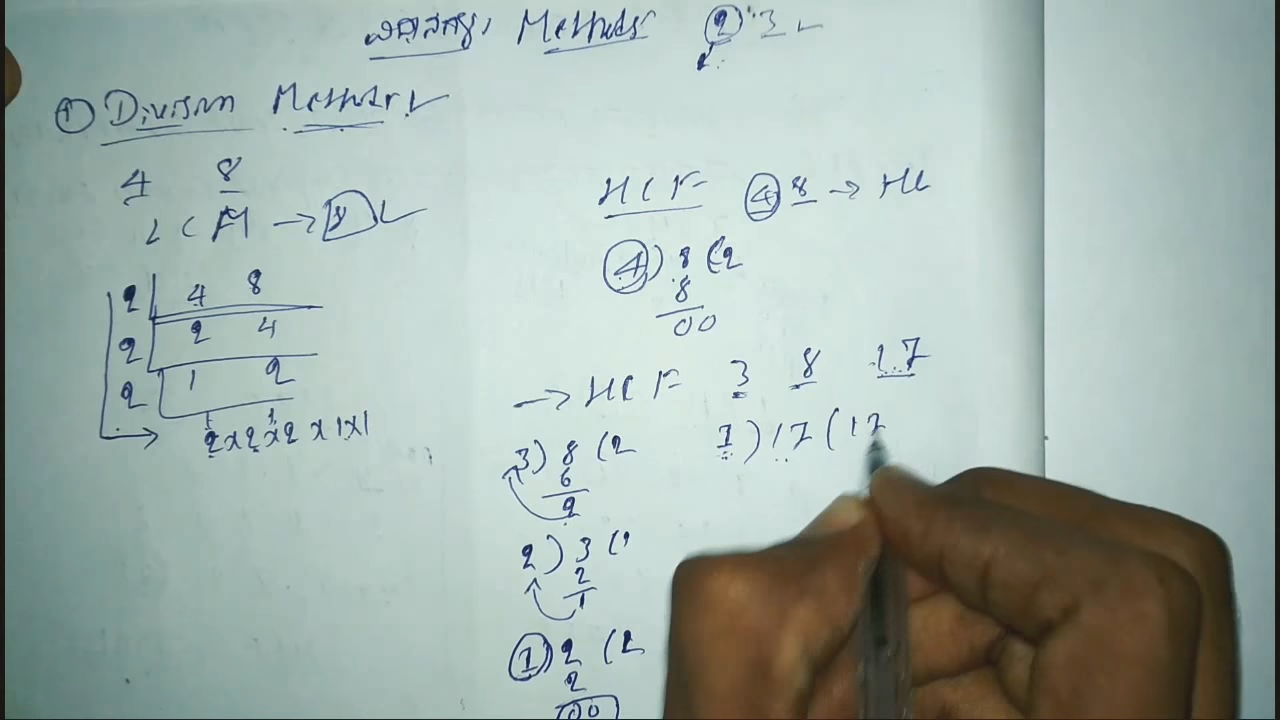 ವಿಧಾನಗಳು, Methods 2 3
① Division Method
4 8
LCM → 8
2 4 8
2 2 4
2 1 2
2x2x2 x 1x1
HCF 4 8 →
4) 8 (2
8
00
→ HCF 3 8 17
3) 8 (2
6
2
2) 3 (1
2
1
1) 2 (2
2
00
1) 17 (17